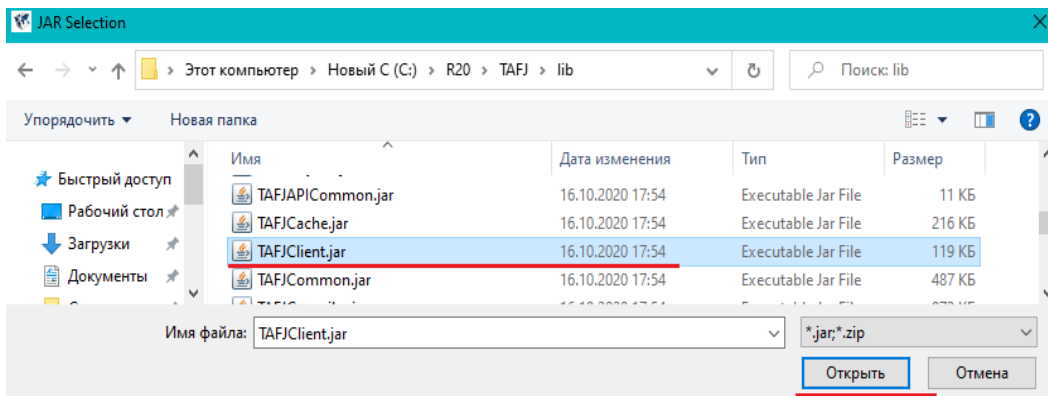 JAR Selection
Этот компьютер › Новый C (C:) › R20 › TAFJ › lib
Поиск: lib
Упорядочить
Новая папка
Имя
Дата изменения
Тип
Размер
Быстрый доступ
Рабочий стол
Загрузки
Документы
TAFJAPICommon.jar 16.10.2020 17:54 Executable Jar File 11 КБ
TAFJCache.jar 16.10.2020 17:54 Executable Jar File 216 КБ
TAFJClient.jar 16.10.2020 17:54 Executable Jar File 119 КБ
TAFJCommon.jar 16.10.2020 17:54 Executable Jar File 487 КБ
Имя файла: TAFJClient.jar
*.jar;*.zip
Открыть
Отмена